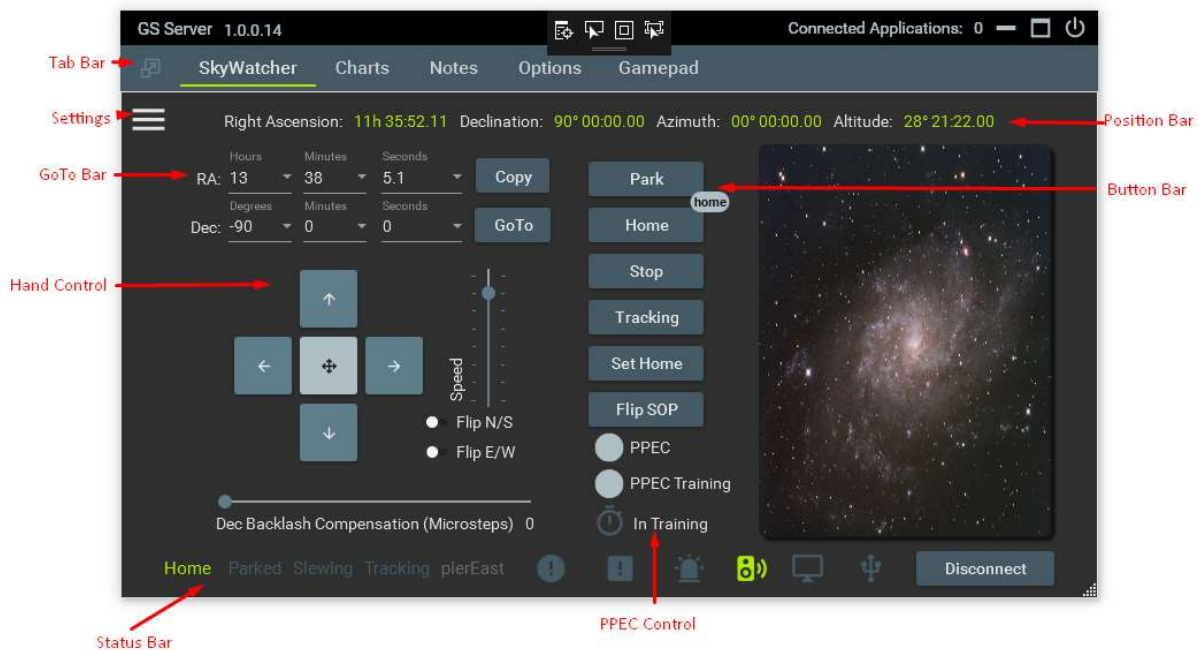 GS Server 1.0.0.14
Connected Applications: 0
Tab Bar
SkyWatcher Charts Notes Options Gamepad
Settings
Right Ascension: 11h 35:52.11 Declination: 90° 00:00.00 Azimuth: 00° 00:00.00 Altitude: 28° 21:22.00
Position Bar
GoTo Bar
Hours Minutes Seconds
RA: 13 38 5.1 Copy
Degrees Minutes Seconds
Dec: -90 0 0 GoTo
Park
home
Button Bar
Home
Hand Control
Stop
Tracking
Set Home
Flip SOP
Speed
Flip N/S
Flip E/W
PPEC
PPEC Training
In Training
Dec Backlash Compensation (Microsteps) 0
Home Parked Slewing Tracking pierEast
Disconnect
PPEC Control
Status Bar